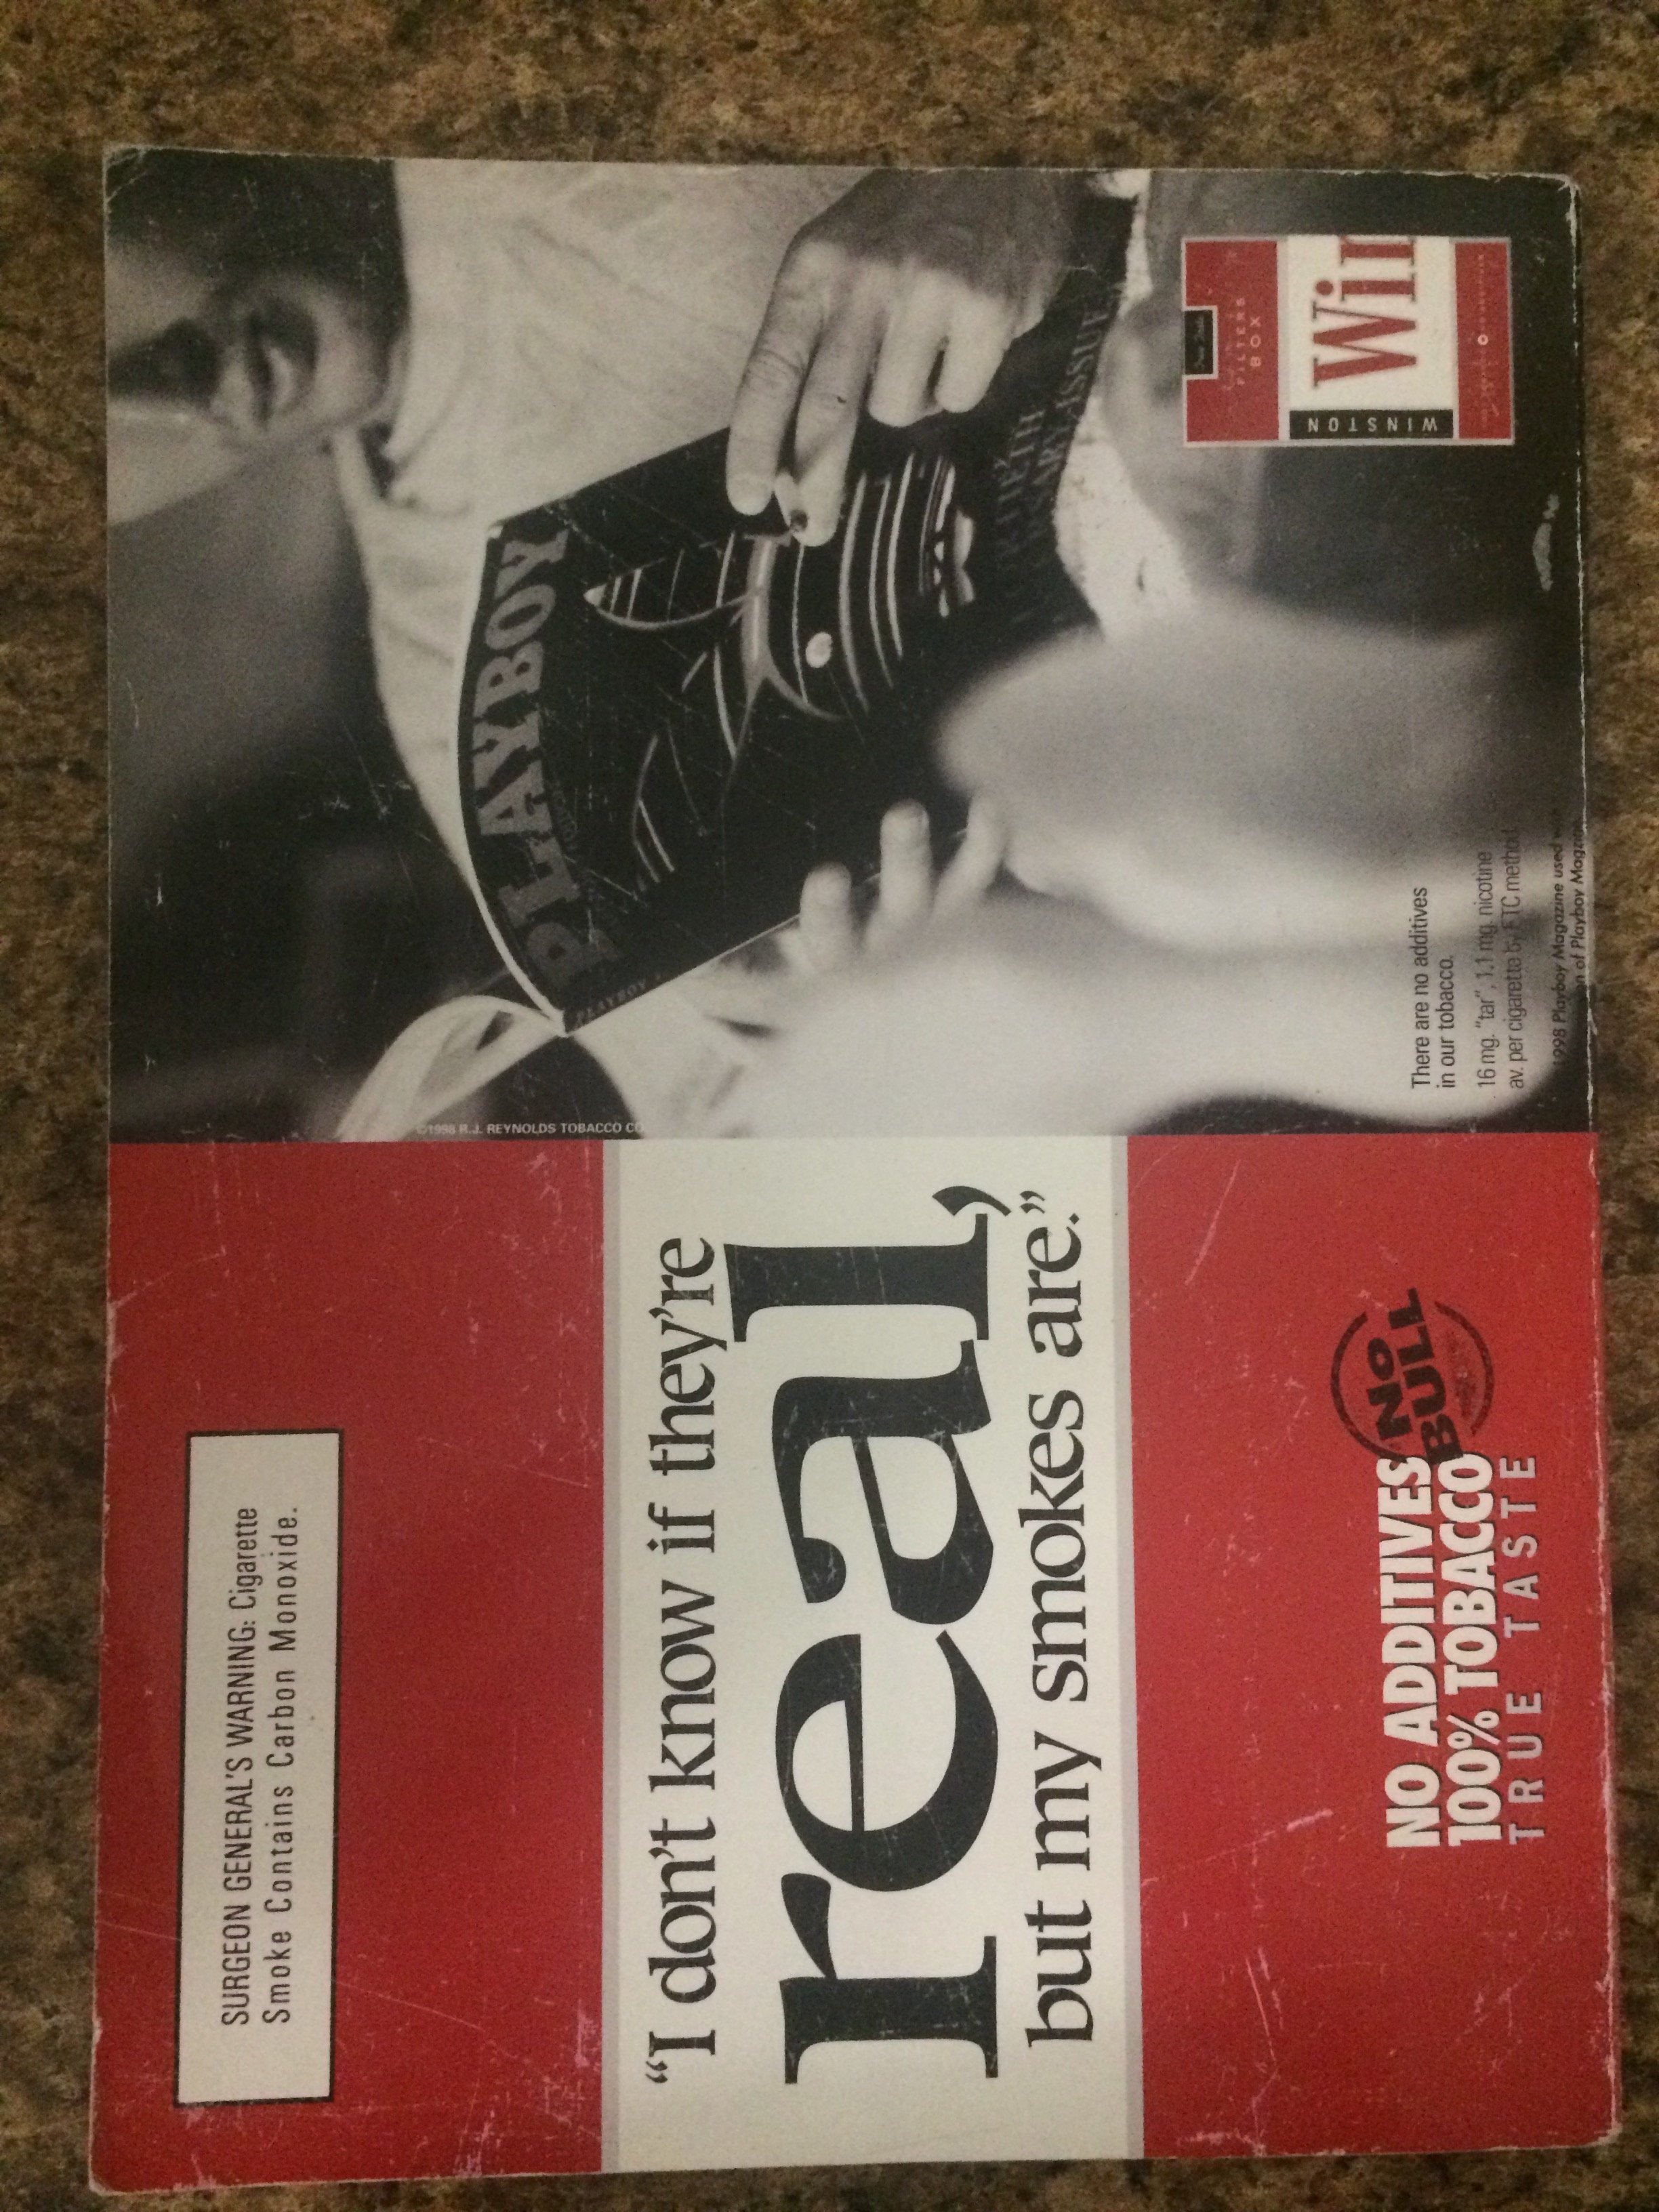 SURGEON GENERAL'S WARNING: Cigarette
Smoke Contains Carbon Monoxide.
"I don't know if they're
real,
but my smokes are."
NO ADDITIVES
100% TOBACCO
TRUE TASTE
NO
BULL
©1998 R.J. REYNOLDS TOBACCO CO.
PLAYBOY
PLAYBOY
ISSUE
There are no additives
in our tobacco.
16 mg. "tar", 1.1 mg. nicotine
av. per cigarette by FTC method.
1998 Playboy Magazine used
of Playboy
FILTERS
BOX
Win
WINSTON